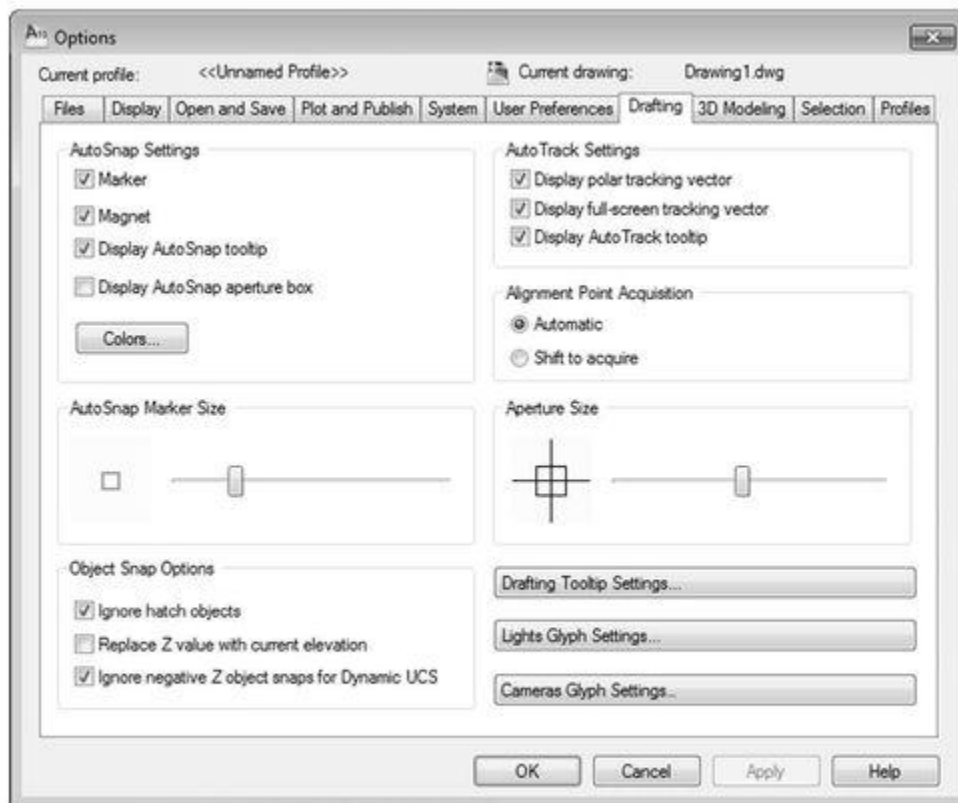 A10 Options
Current profile: <<Unnamed Profile>> Current drawing: Drawing1.dwg
Files Display Open and Save Plot and Publish System User Preferences Drafting 3D Modeling Selection Profiles
AutoSnap Settings
Marker
Magnet
Display AutoSnap tooltip
Display AutoSnap aperture box
Colors...
AutoTrack Settings
Display polar tracking vector
Display full-screen tracking vector
Display AutoTrack tooltip
Alignment Point Acquisition
Automatic
Shift to acquire
AutoSnap Marker Size
Aperture Size
Object Snap Options
Ignore hatch objects
Replace Z value with current elevation
Ignore negative Z object snaps for Dynamic UCS
Drafting Tooltip Settings...
Lights Glyph Settings...
Cameras Glyph Settings...
OK Cancel Apply Help